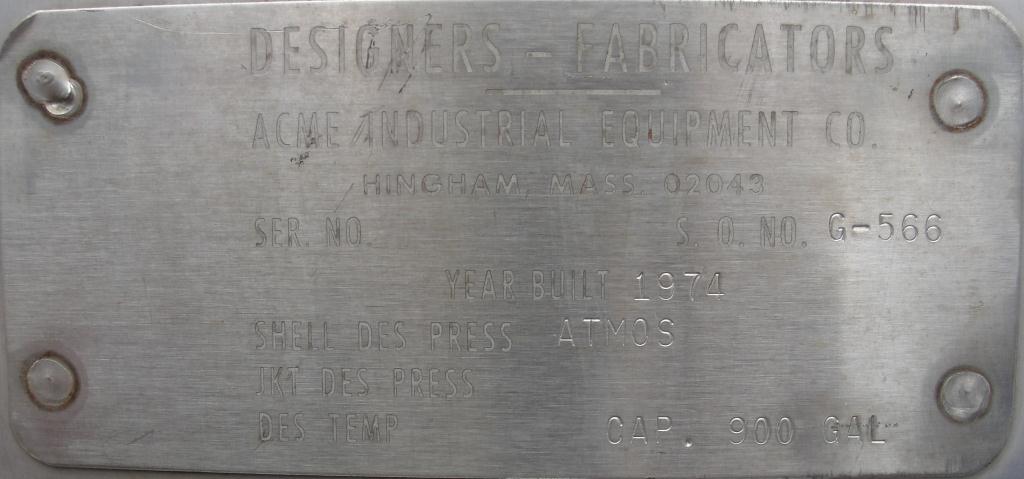 DESIGNERS - FABRICATORS
ACME INDUSTRIAL EQUIPMENT CO.
HINGHAM, MASS. 02043
SER. NO. S. O. NO. G-566
YEAR BUILT 1974
SHELL DES PRESS ATMOS
JKT DES PRESS
DES TEMP CAP. 900 GAL